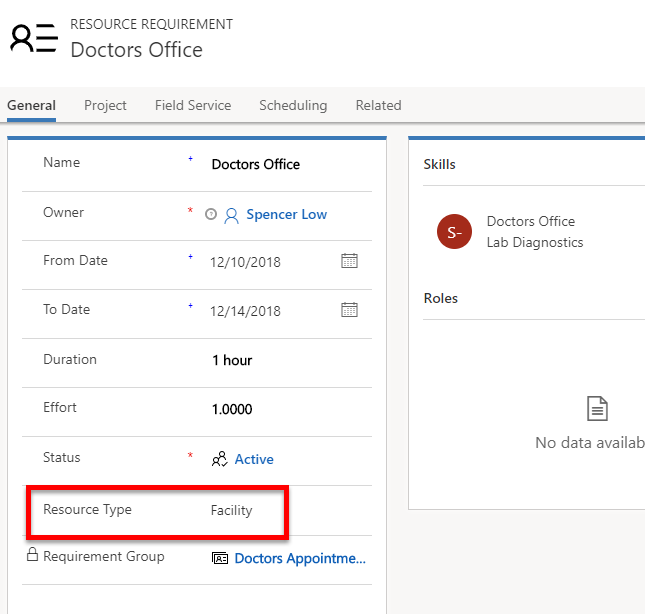 RESOURCE REQUIREMENT
Doctors Office
General Project Field Service Scheduling Related
Name + Doctors Office
Owner * Spencer Low
From Date + 12/10/2018
To Date + 12/14/2018
Duration 1 hour
Effort 1.0000
Status * Active
Resource Type Facility
Requirement Group Doctors Appointme...
Skills
S-
Doctors Office
Lab Diagnostics
Roles
No data availab